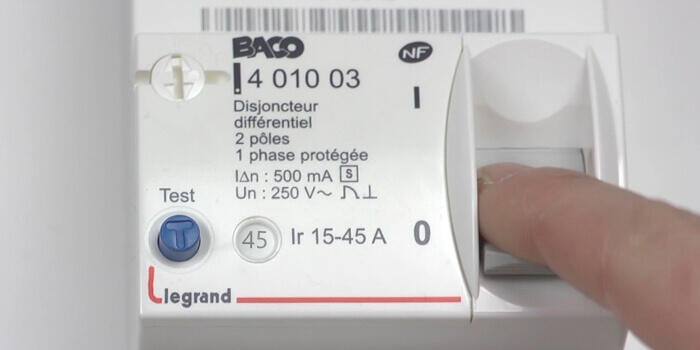 BACO
NF
4 010 03
I
Disjoncteur
différentiel
2 pôles
1 phase protégée
I∆n : 500 mA S
Un : 250 V~
Test
T
45
Ir 15-45 A
0
legrand